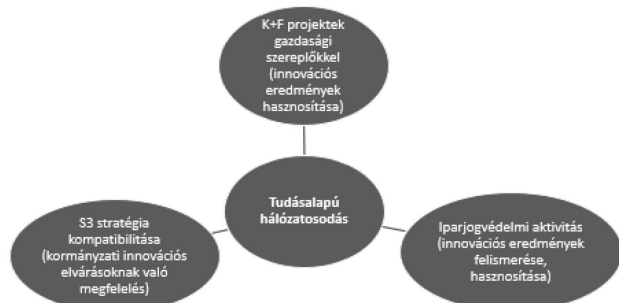 K+F projektek
gazdasági
szereplőkkel
(innovációs
eredmények
hasznosítása)
Tudásalapú
hálózatosodás
S3 stratégia
kompatibilitása
(kormányzati innovációs
elvárásoknak való
megfelelés)
Iparjogvédelmi aktivitás
(innovációs eredmények
felismerése,
hasznosítása)